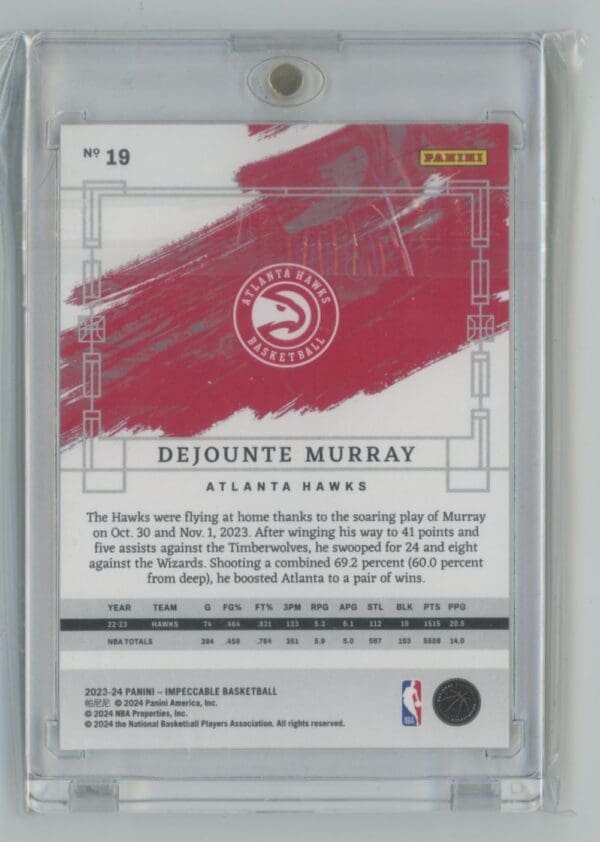 Nº 19
PANINI
ATLANTA HAWKS
BASKETBALL
DEJOUNTE MURRAY
ATLANTA HAWKS
The Hawks were flying at home thanks to the soaring play of Murray
on Oct. 30 and Nov. 1, 2023. After winging his way to 41 points and
five assists against the Timberwolves, he swooped for 24 and eight
against the Wizards. Shooting a combined 69.2 percent (60.0 percent
from deep), he boosted Atlanta to a pair of wins.
YEAR TEAM G FG% FT% 3PM RPG APG STL BLK PTS PPG
22-23 HAWKS 74 .464 .831 133 5.3 6.1 112 19 1515 20.5
NBA TOTALS 394 .458 .784 351 5.9 5.0 587 103 5509 14.0
2023-24 PANINI – IMPECCABLE BASKETBALL
帕尼尼 © 2024 Panini America, Inc.
© 2024 NBA Properties, Inc.
© 2024 the National Basketball Players Association. All rights reserved.
NBA